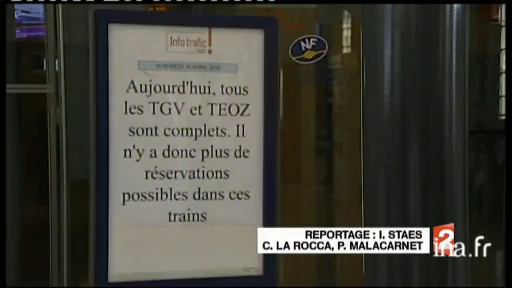 Info trafic
NF
Aujourd'hui, tous
les TGV et TEOZ
sont complets. Il
n'y a donc plus de
réservations
possibles dans ces
trains
REPORTAGE : I. STAES
C. LA ROCCA, P. MALACARNET
2
ina.fr